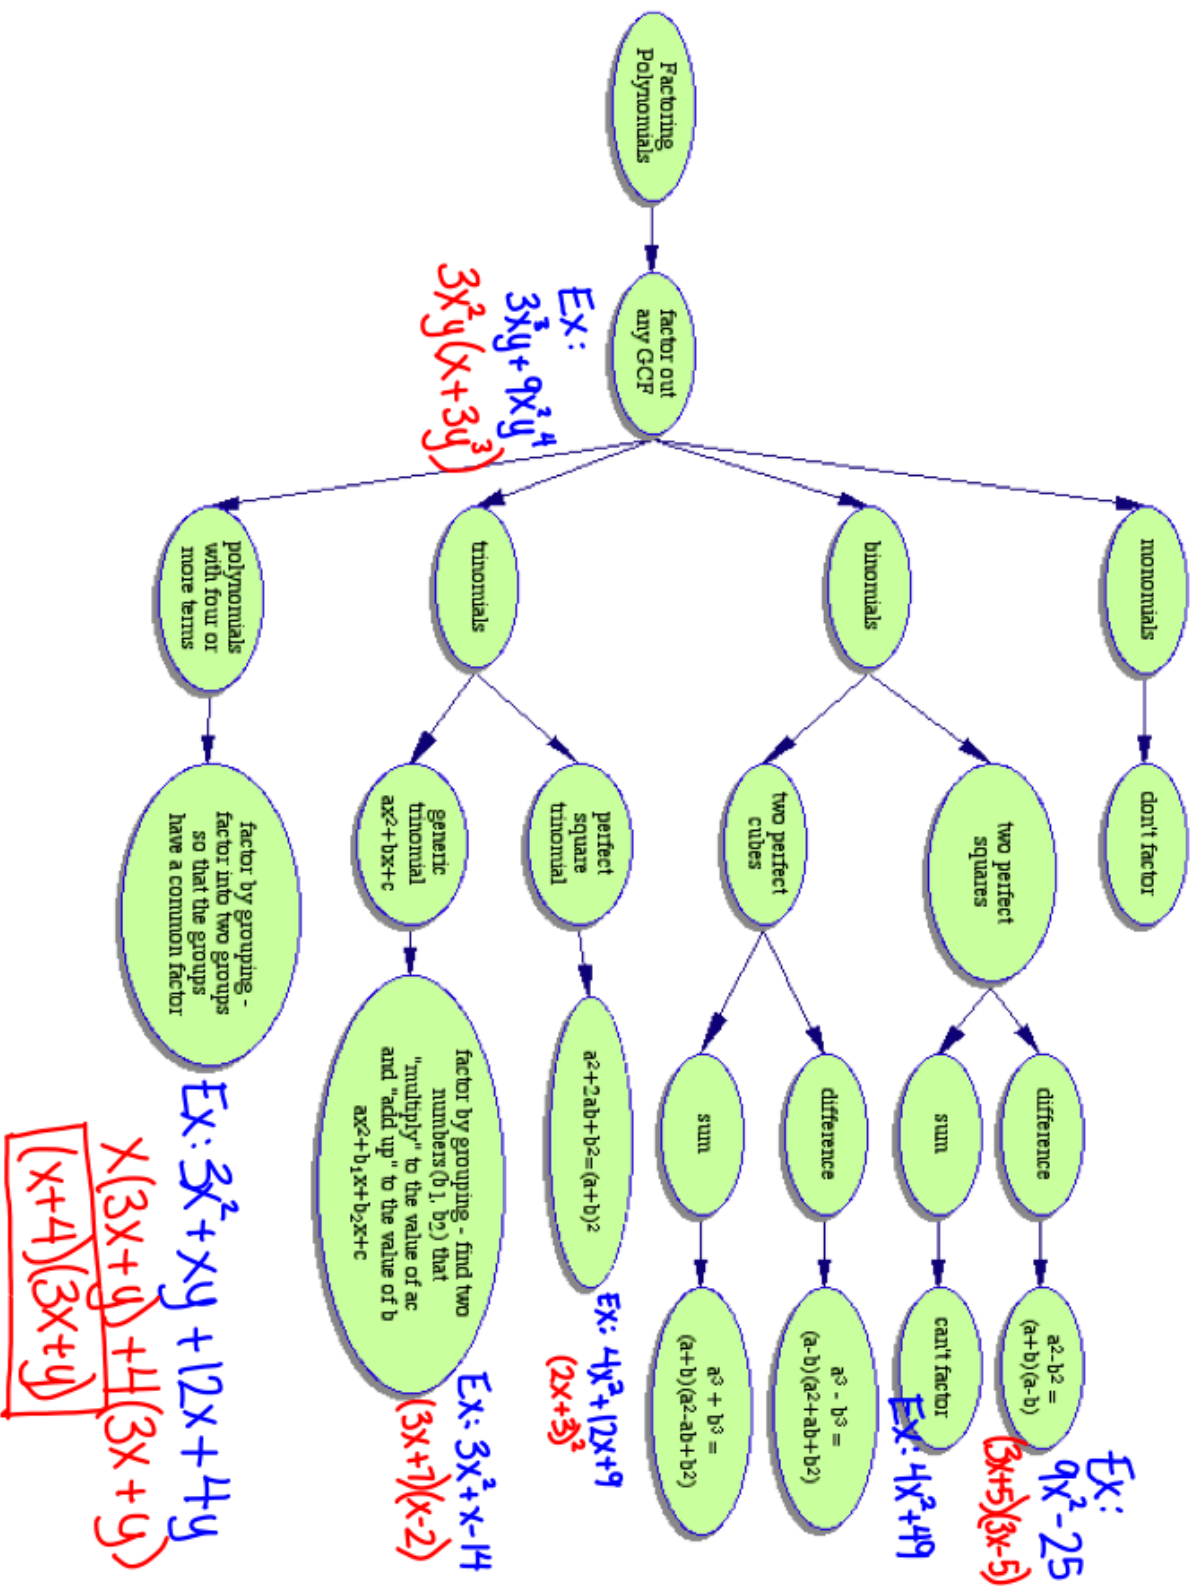 Factoring
Polynomials
factor out
any GCF
Ex:
3x³y+9x²y⁴
3x²y(x+3y³)
monomials
don't factor
binomials
two perfect
squares
difference
a²-b² =
(a+b)(a-b)
Ex:
9x²-25
(3x+5)(3x-5)
sum
can't factor
Ex: 4x²+49
two perfect
cubes
difference
a³ - b³ =
(a-b)(a²+ab+b²)
sum
a³ + b³ =
(a+b)(a²-ab+b²)
trinomials
perfect
square
trinomial
a²+2ab+b²=(a+b)²
Ex: 4x²+12x+9
(2x+3)²
generic
trinomial
ax²+bx+c
factor by grouping - find two
numbers(b₁, b₂) that
"multiply" to the value of ac
and "add up" to the value of b
ax²+b₁x+b₂x+c
Ex: 3x²+x-14
(3x+7)(x-2)
polynomials
with four or
more terms
factor by grouping -
factor into two groups
so that the groups
have a common factor
Ex: 3x²+xy+12x+4y
x(3x+y)+4(3x+y)
(x+4)(3x+y)